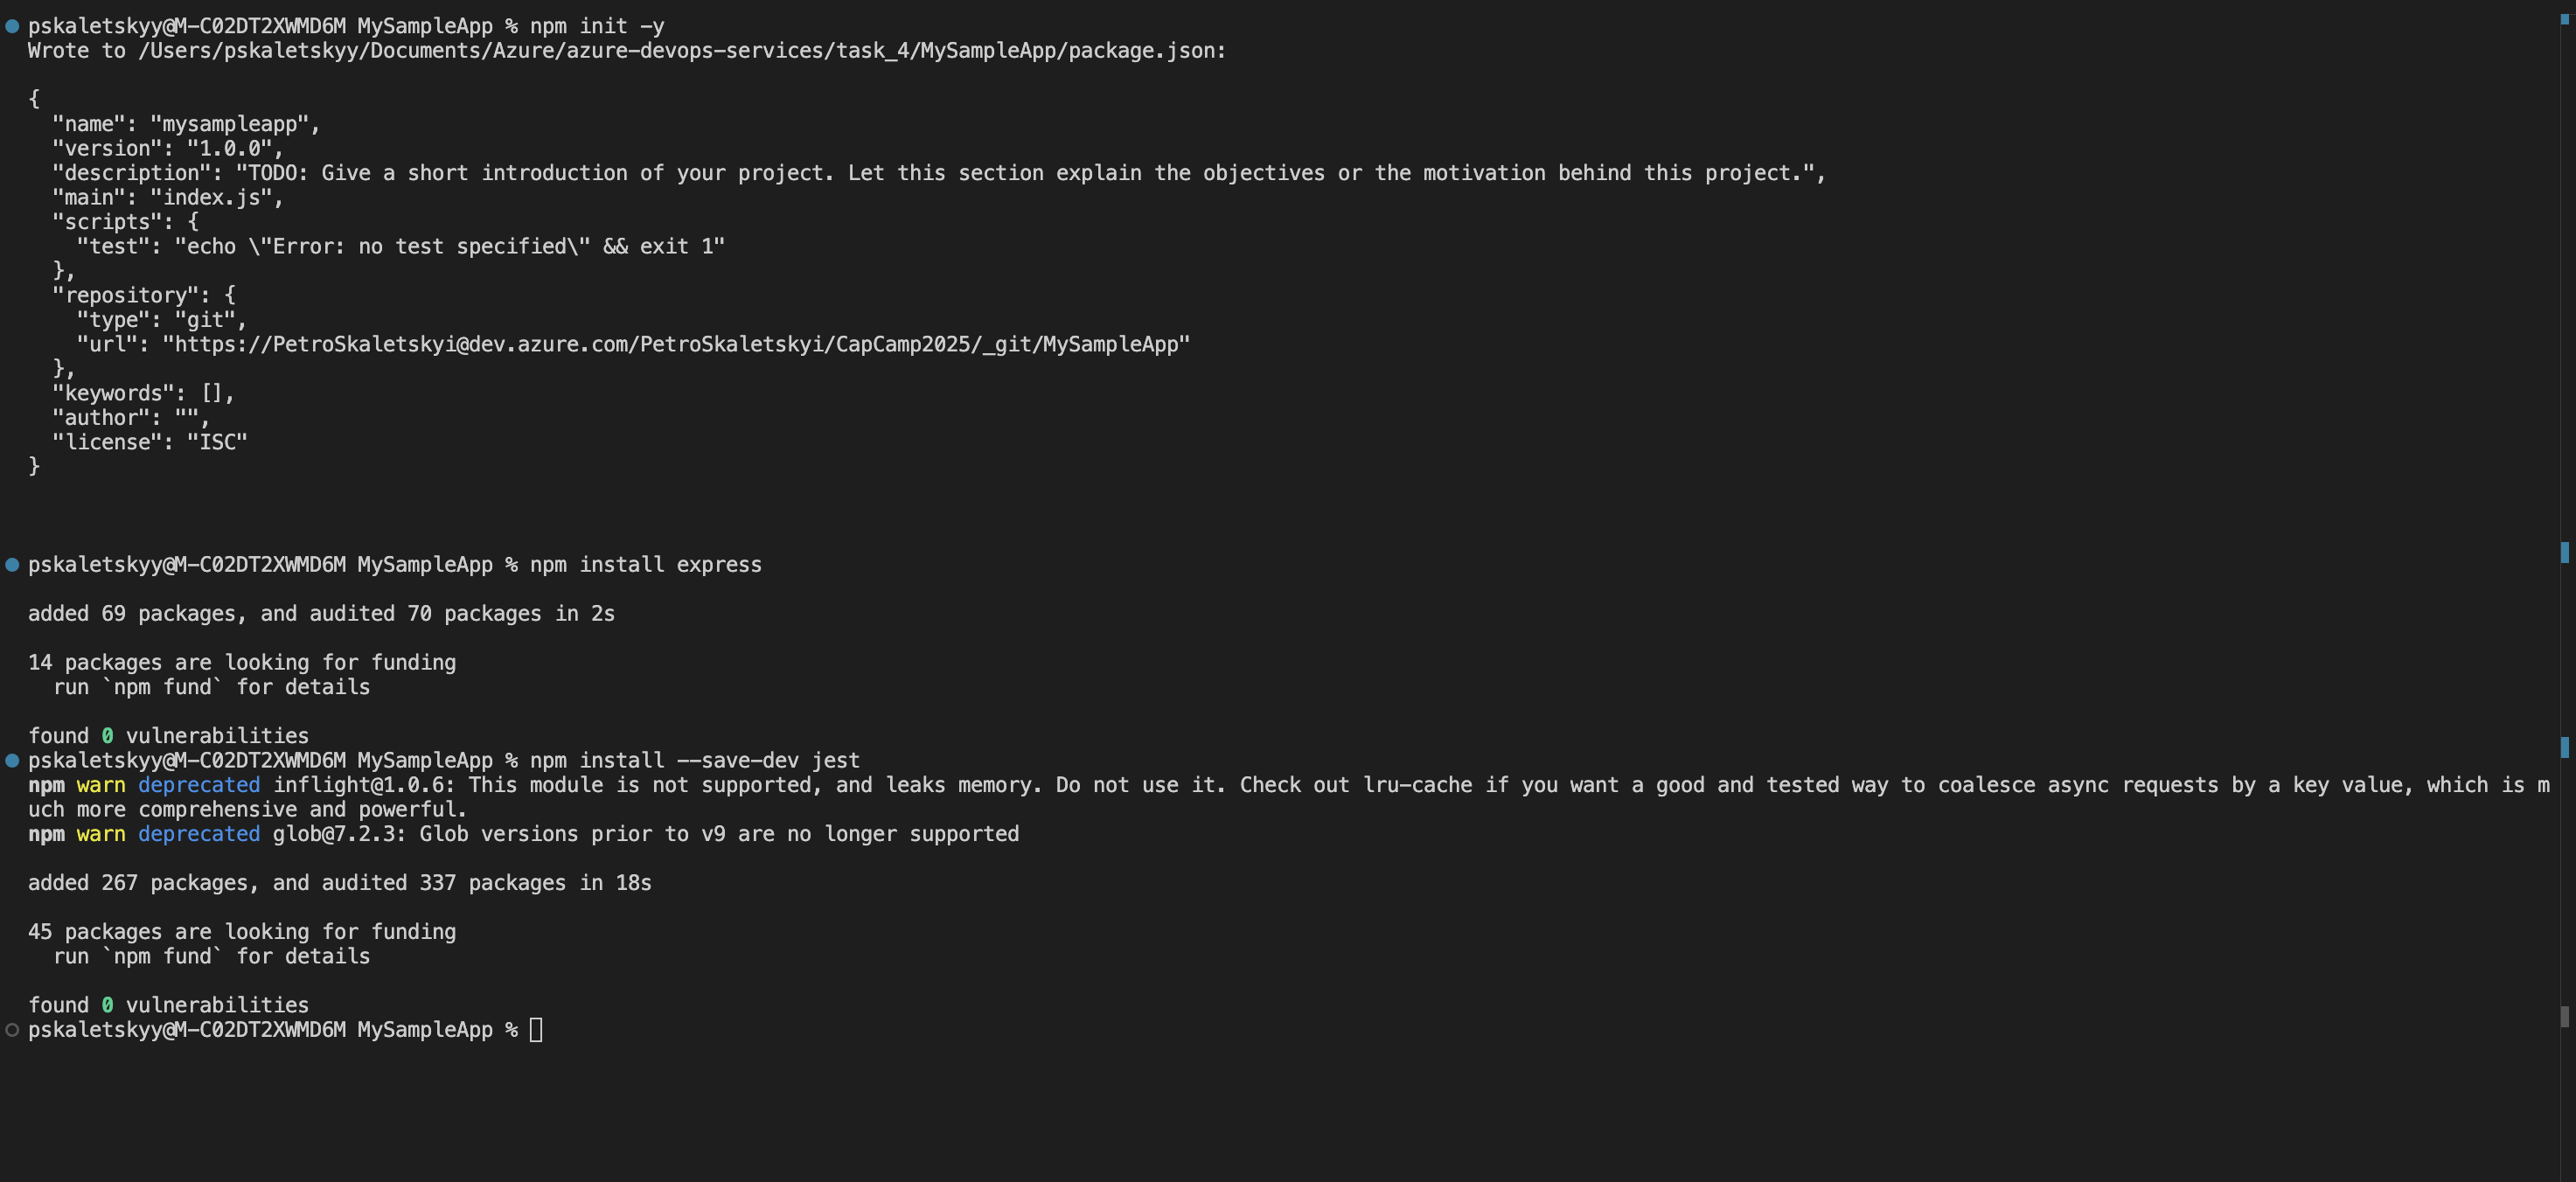 pskaletskyy@M-C02DT2XWMD6M MySampleApp % npm init -y
Wrote to /Users/pskaletskyy/Documents/Azure/azure-devops-services/task_4/MySampleApp/package.json:
{
  "name": "mysampleapp",
  "version": "1.0.0",
  "description": "TODO: Give a short introduction of your project. Let this section explain the objectives or the motivation behind this project.",
  "main": "index.js",
  "scripts": {
    "test": "echo \"Error: no test specified\" && exit 1"
  },
  "repository": {
    "type": "git",
    "url": "https://PetroSkaletskyi@dev.azure.com/PetroSkaletskyi/CapCamp2025/_git/MySampleApp"
  },
  "keywords": [],
  "author": "",
  "license": "ISC"
}
pskaletskyy@M-C02DT2XWMD6M MySampleApp % npm install express
added 69 packages, and audited 70 packages in 2s
14 packages are looking for funding
  run `npm fund` for details
found 0 vulnerabilities
pskaletskyy@M-C02DT2XWMD6M MySampleApp % npm install --save-dev jest
npm warn deprecated inflight@1.0.6: This module is not supported, and leaks memory. Do not use it. Check out lru-cache if you want a good and tested way to coalesce async requests by a key value, which is m
uch more comprehensive and powerful.
npm warn deprecated glob@7.2.3: Glob versions prior to v9 are no longer supported
added 267 packages, and audited 337 packages in 18s
45 packages are looking for funding
  run `npm fund` for details
found 0 vulnerabilities
pskaletskyy@M-C02DT2XWMD6M MySampleApp %